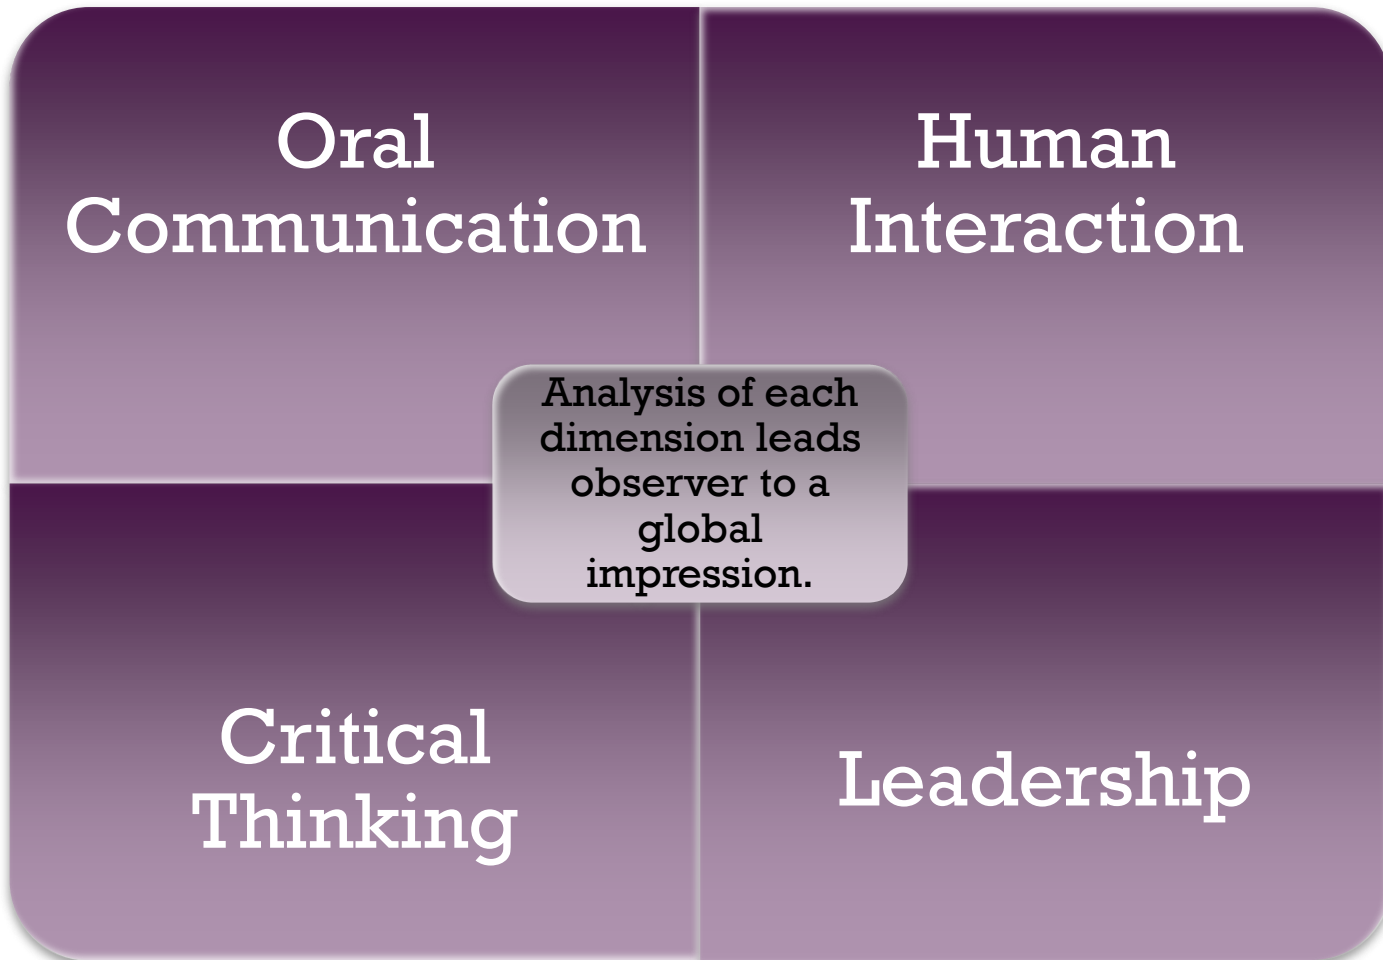 Oral
Communication
Human
Interaction
Analysis of each
dimension leads
observer to a
global
impression.
Critical
Thinking
Leadership